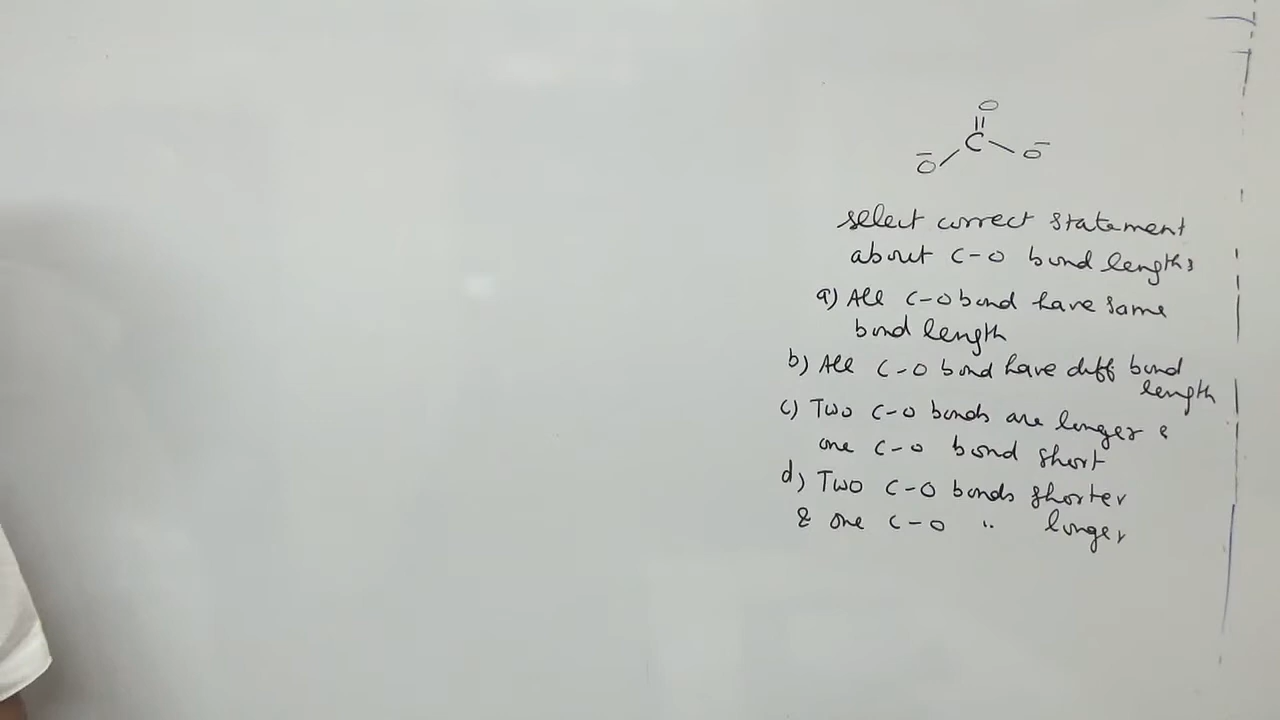 O
||
C
⁻O O⁻
select correct statement
about C-O bond lengths
a) All C-O bond have same
bond length
b) All C-O bond have diff bond
length
c) Two C-O bonds are longer &
one C-O bond short
d) Two C-O bonds shorter
& one C-O " longer